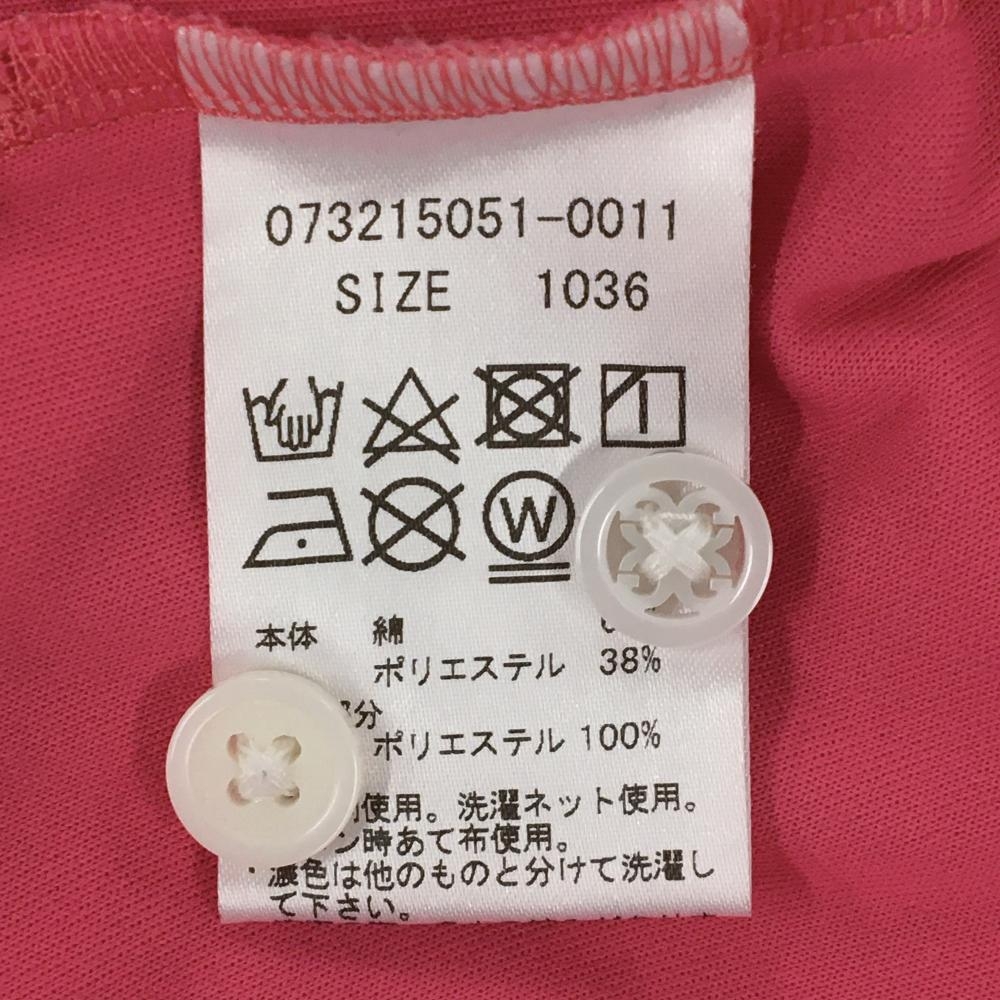 073215051-0011
SIZE 1036
W
本体 綿
ポリエステル 38%
分
ポリエステル 100%
使用。洗濯ネット使用。
ン時あて布使用。
・濃色は他のものと分けて洗濯し
て下さい。